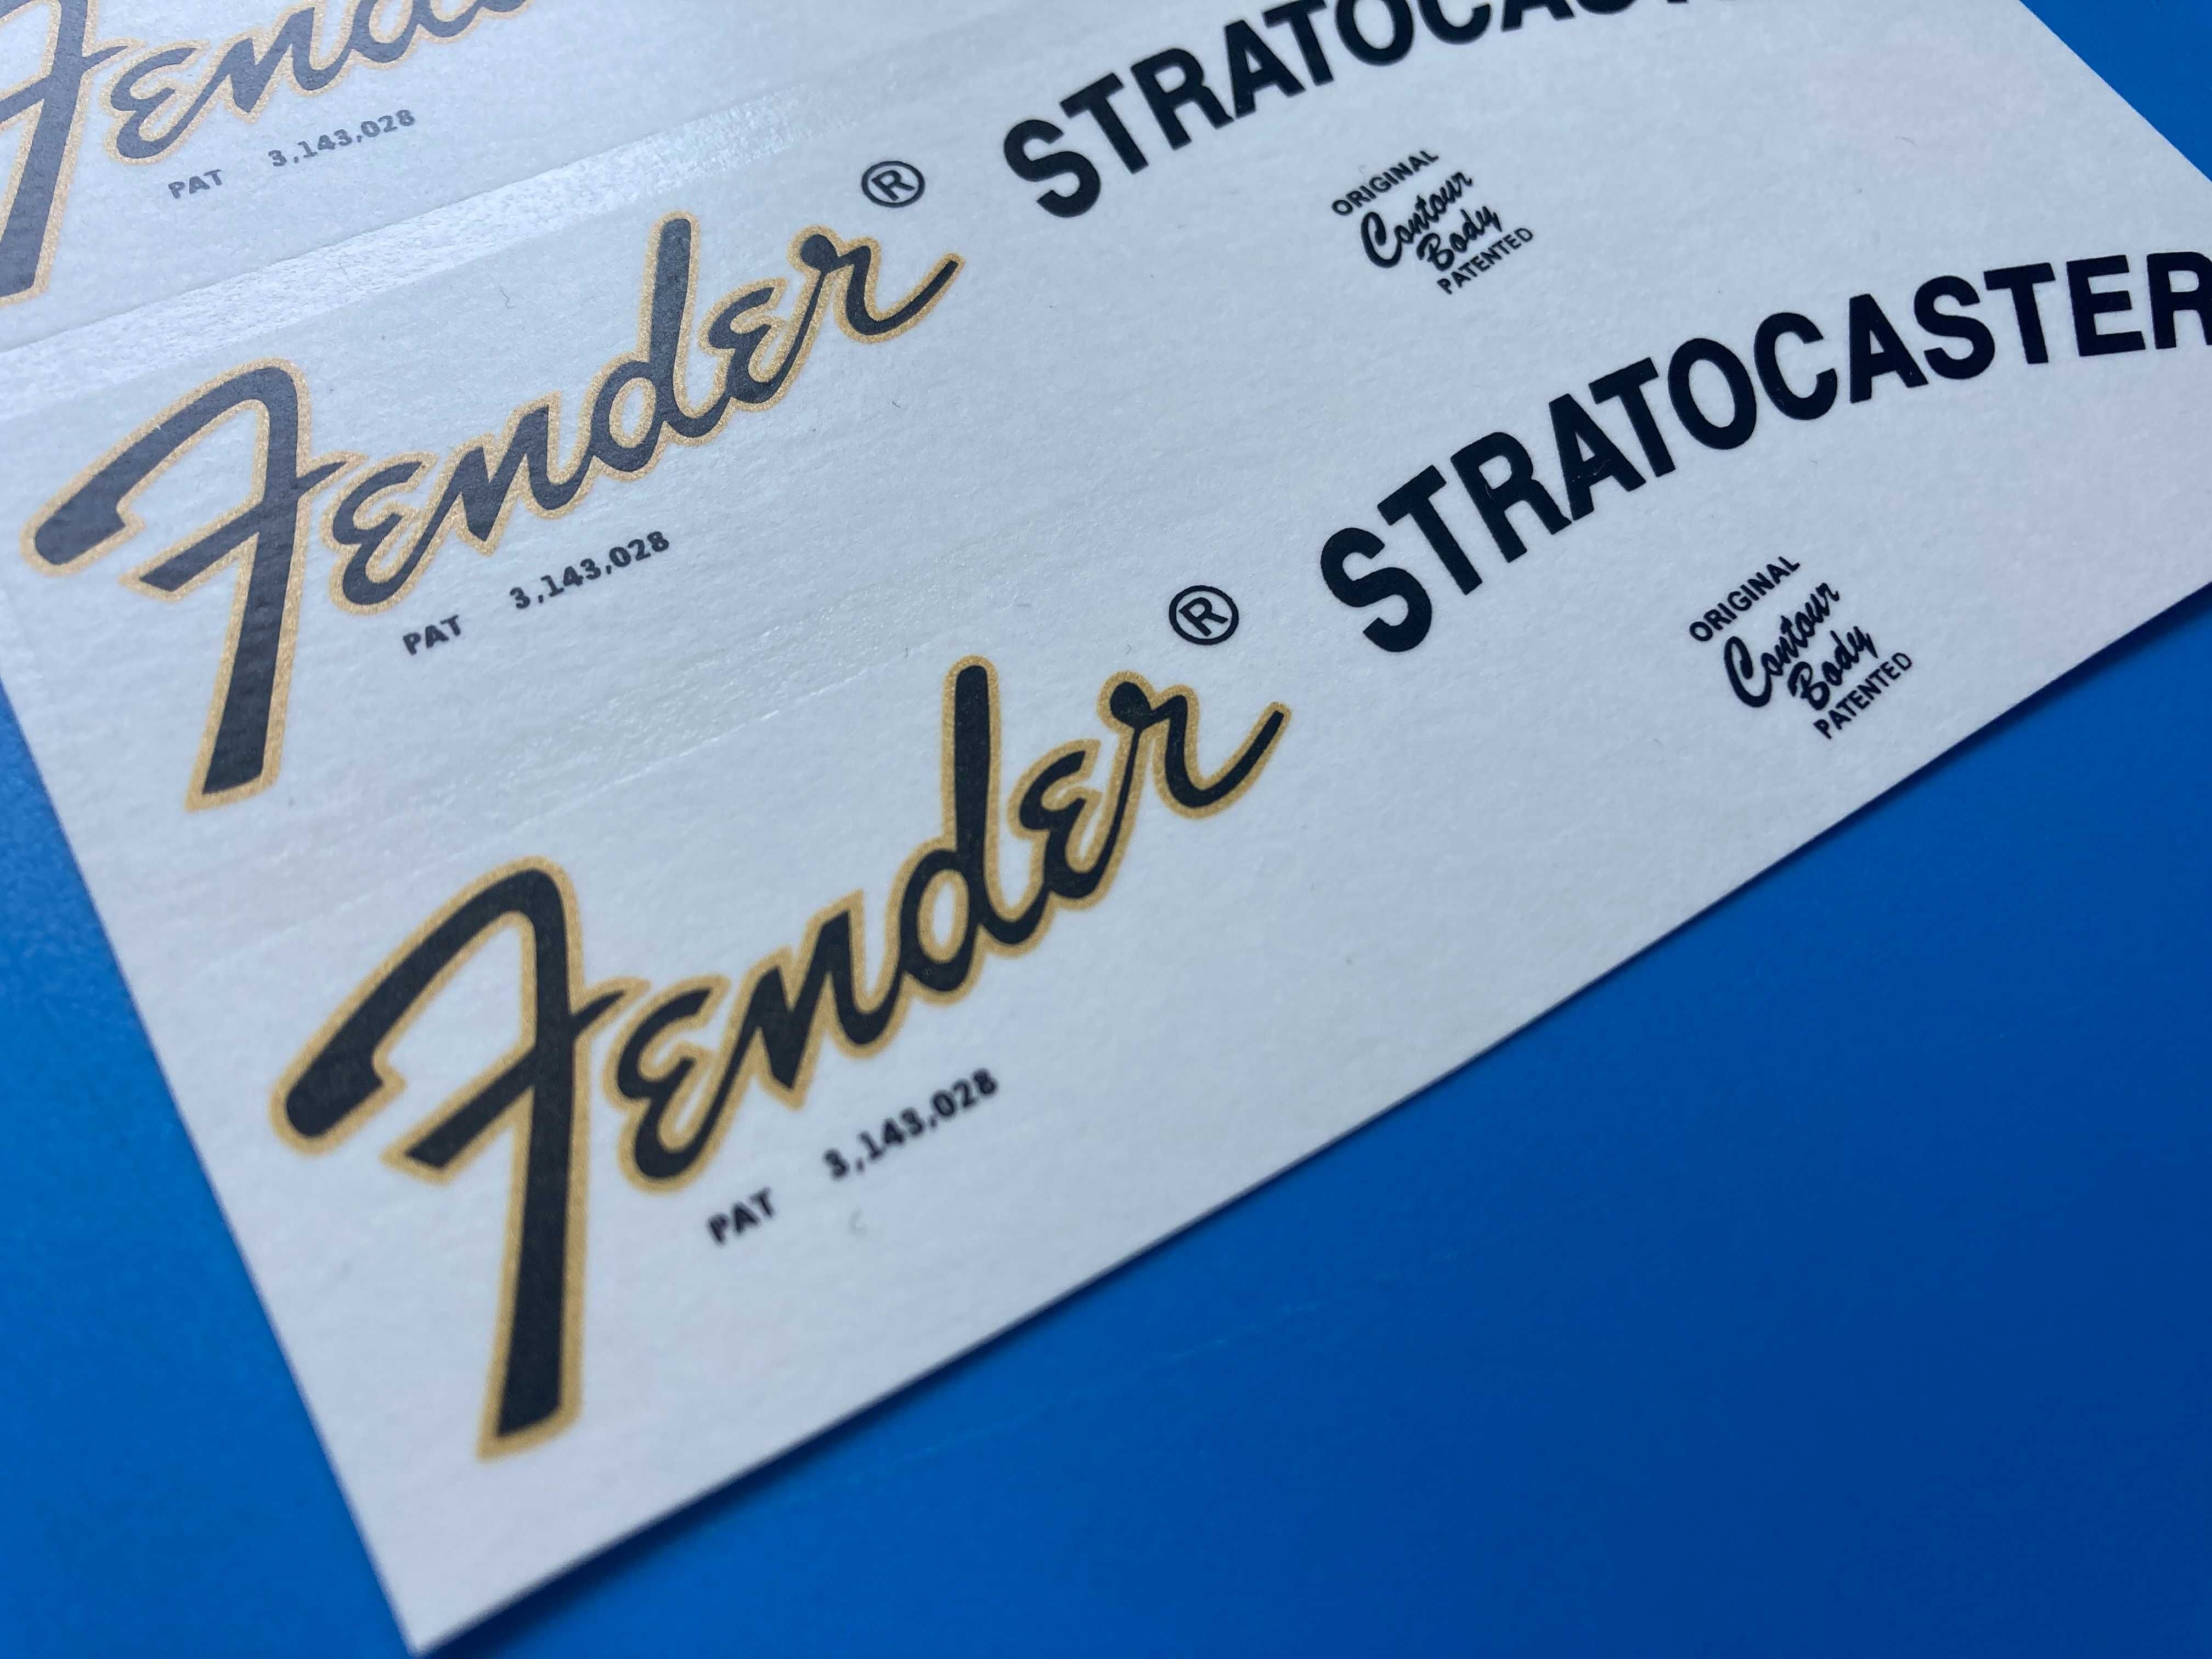 Fender
PAT 3,143,028
Fender ® STRATOCAS
PAT 3,143,028
ORIGINAL
Contour
Body
PATENTED
Fender ® STRATOCASTER
PAT 3,143,028
ORIGINAL
Contour
Body
PATENTED